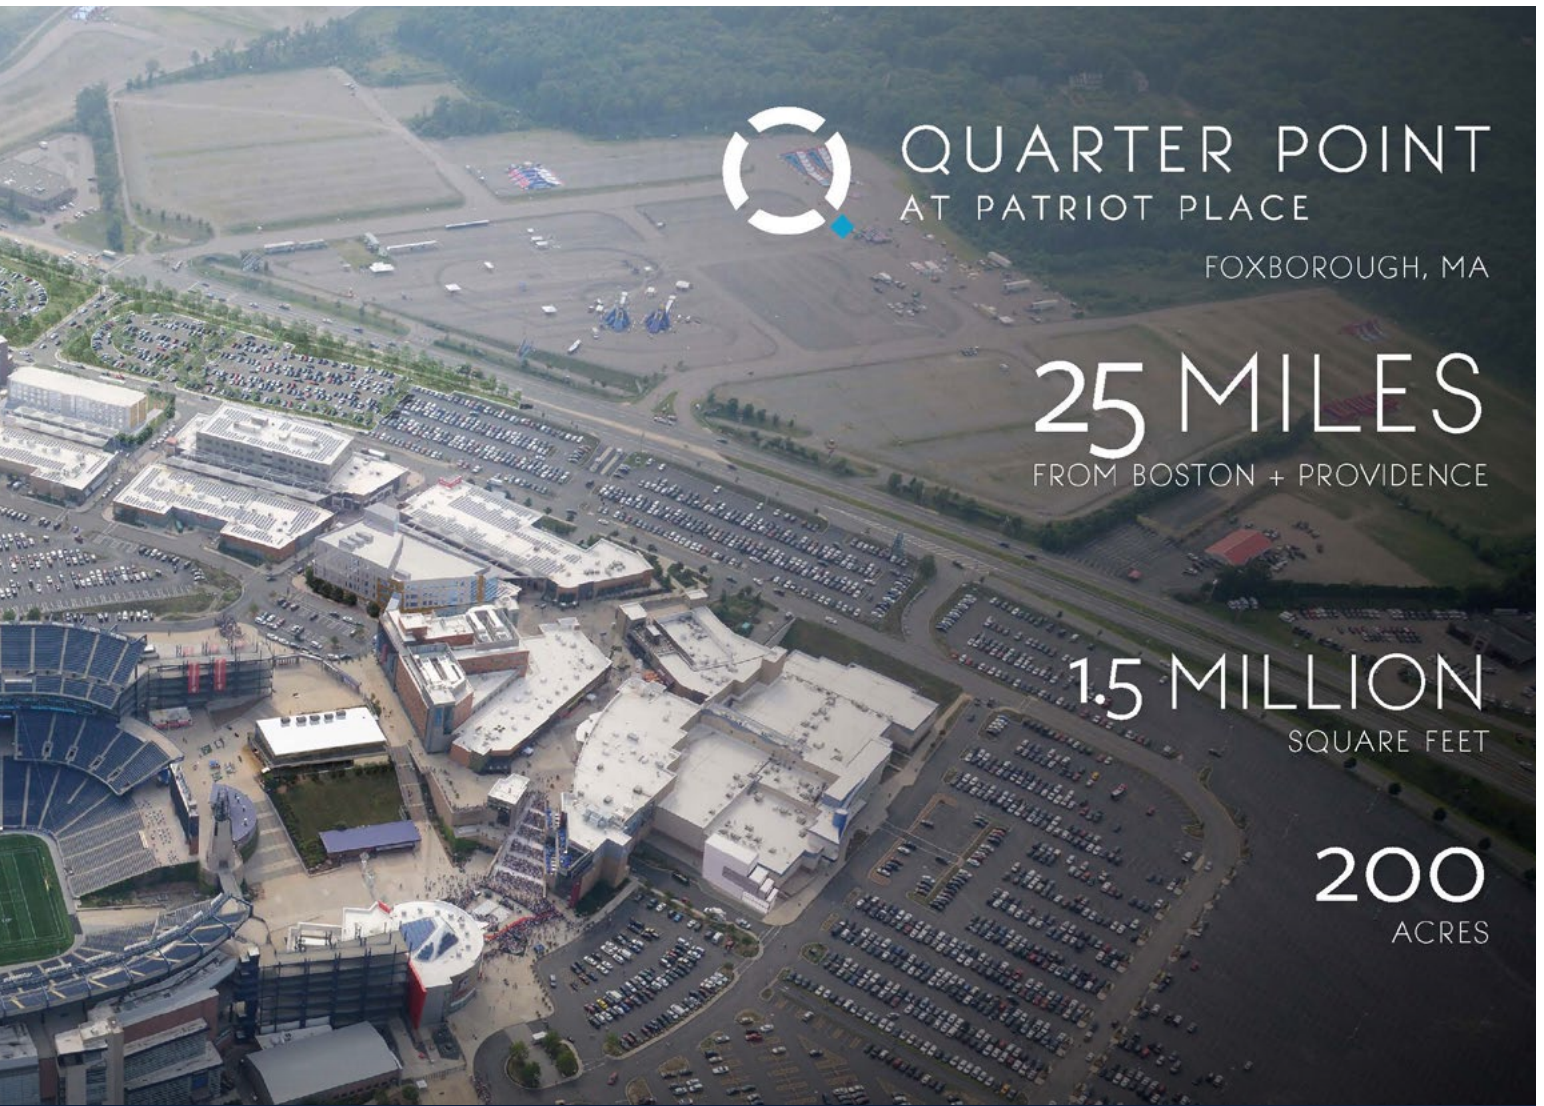 QUARTER POINT
AT PATRIOT PLACE
FOXBOROUGH, MA
25 MILES
FROM BOSTON + PROVIDENCE
1.5 MILLION
SQUARE FEET
200
ACRES